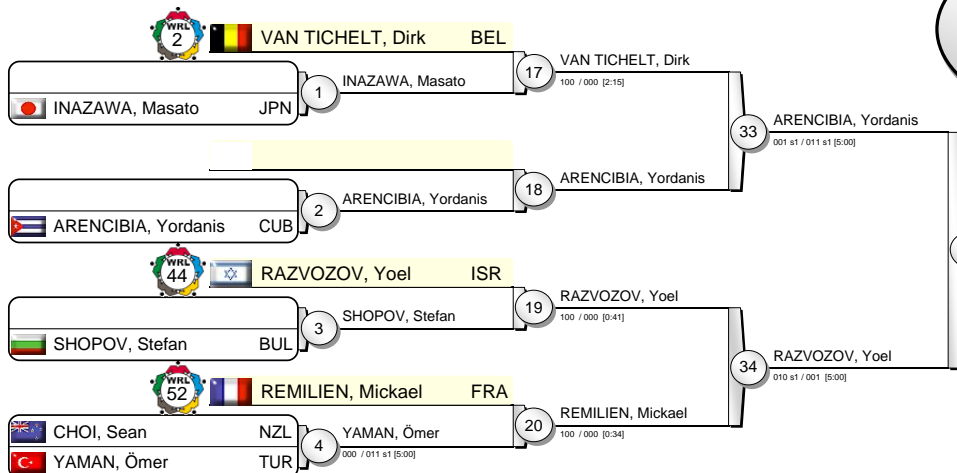 WRL
2
VAN TICHELT, Dirk BEL
INAZAWA, Masato JPN
1
INAZAWA, Masato
17
VAN TICHELT, Dirk
100 / 000 [2:15]
33
ARENCIBIA, Yordanis
001 s1 / 011 s1 [5:00]
ARENCIBIA, Yordanis CUB
2
ARENCIBIA, Yordanis
18
ARENCIBIA, Yordanis
WRL
44
RAZVOZOV, Yoel ISR
SHOPOV, Stefan BUL
3
SHOPOV, Stefan
19
RAZVOZOV, Yoel
100 / 000 [0:41]
34
RAZVOZOV, Yoel
010 s1 / 001 [5:00]
WRL
52
REMILIEN, Mickael FRA
CHOI, Sean NZL
YAMAN, Ömer TUR
4
YAMAN, Ömer
000 / 011 s1 [5:00]
20
REMILIEN, Mickael
100 / 000 [0:34]